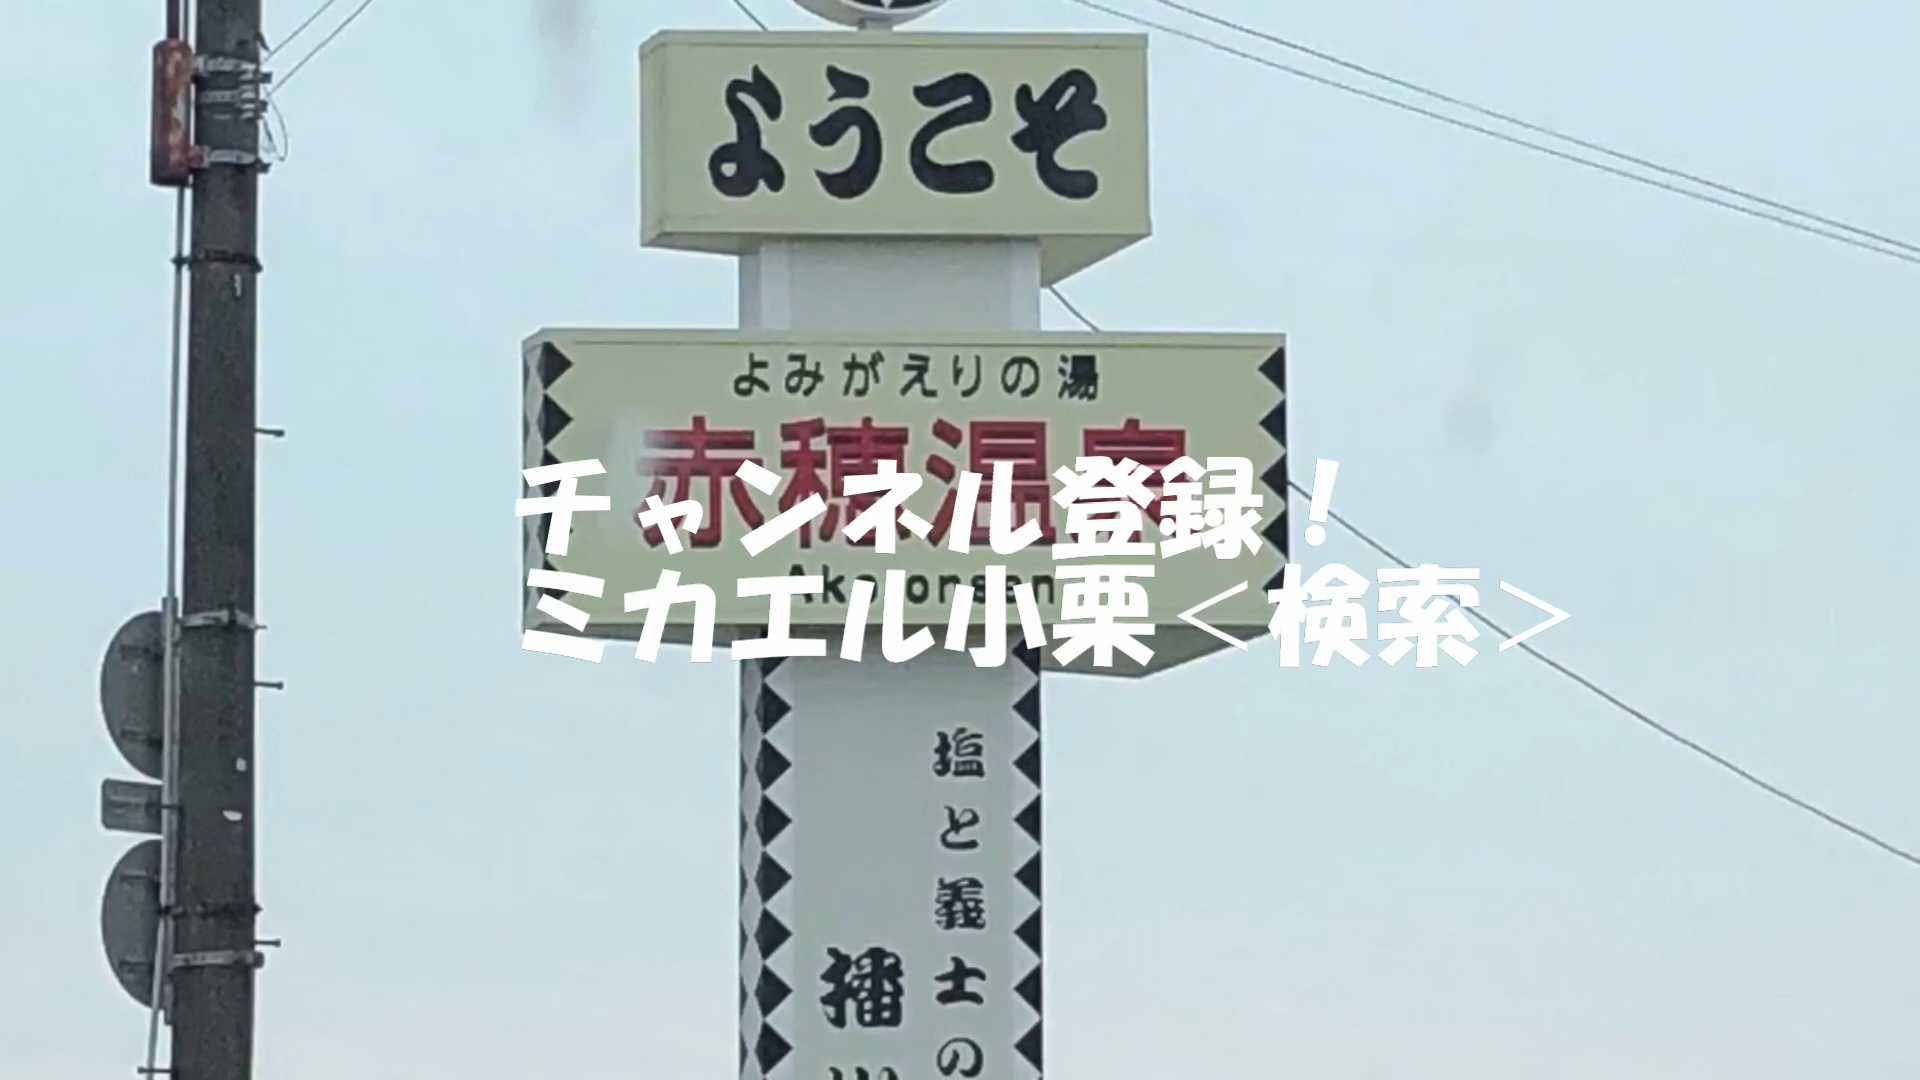 ようこそ
よみがえりの湯
赤穂温泉
チャンネル登録！
ミカエル小栗＜検索＞
塩と義士の
播